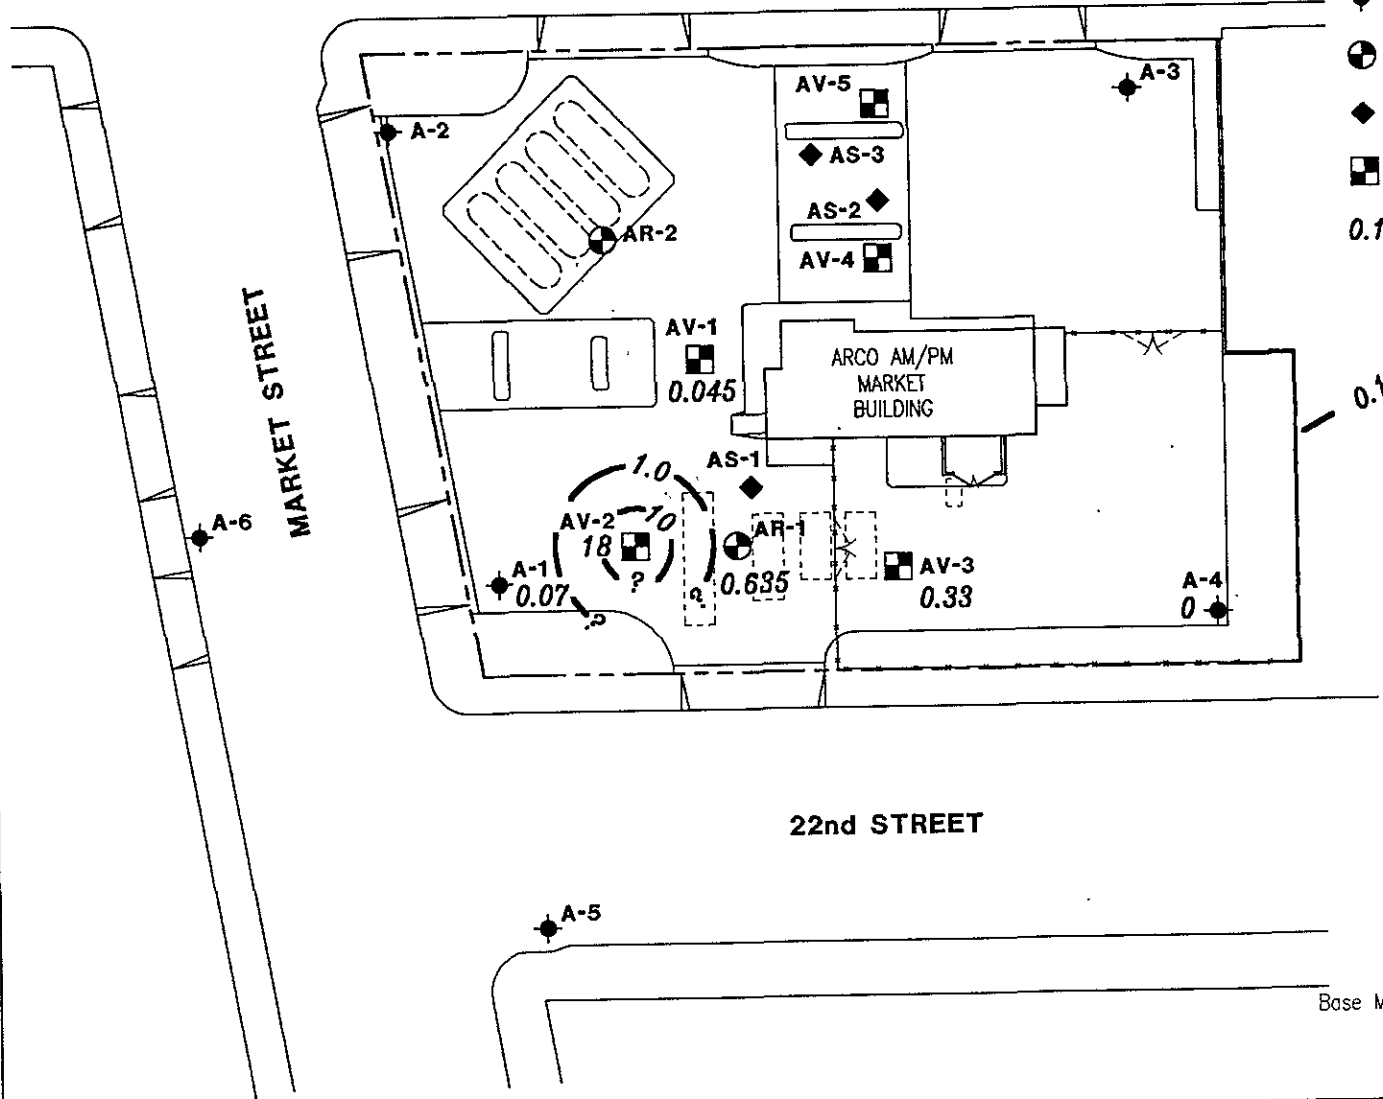 AV-5
A-3
A-2
AS-3
AS-2
0.1
AR-2
AV-4
MARKET STREET
AV-1
0.045
ARCO AM/PM
MARKET
BUILDING
0.1
AS-1
1.0
A-6
AV-2
10
18
AR-1
A-1
?
0.635
AV-3
0.07
?
0.33
A-4
0
?
22nd STREET
A-5
Base M